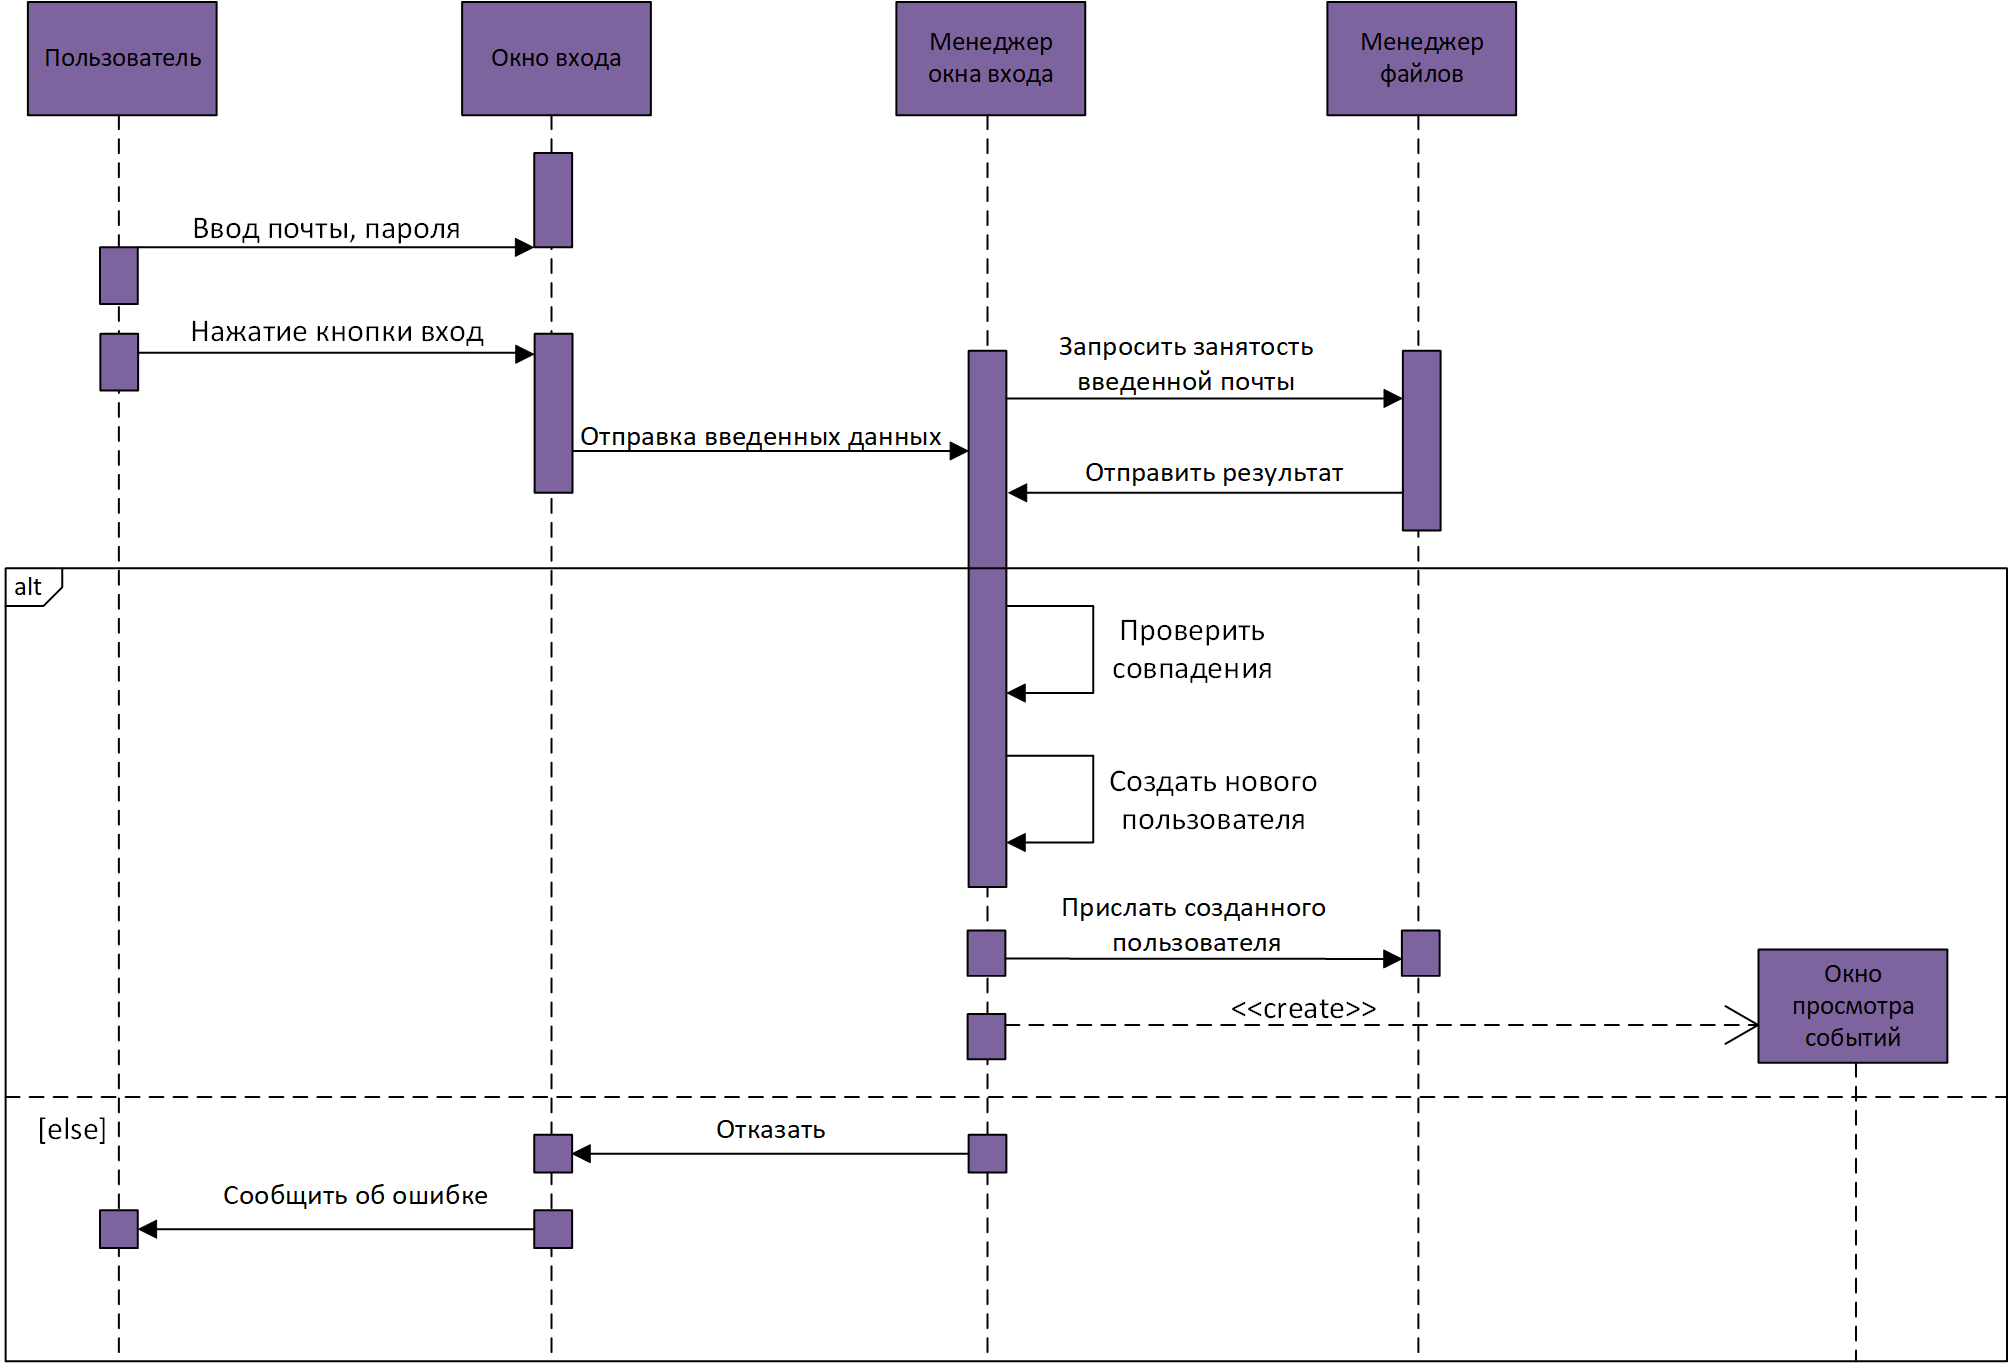 Пользователь
Окно входа
Менеджер
окна входа
Менеджер
файлов
Ввод почты, пароля
Нажатие кнопки вход
Запросить занятость
введенной почты
Отправка введенных данных
Отправить результат
alt
Проверить
совпадения
Создать нового
пользователя
Прислать созданного
пользователя
<<create>>
Окно
просмотра
событий
[else]
Отказать
Сообщить об ошибке